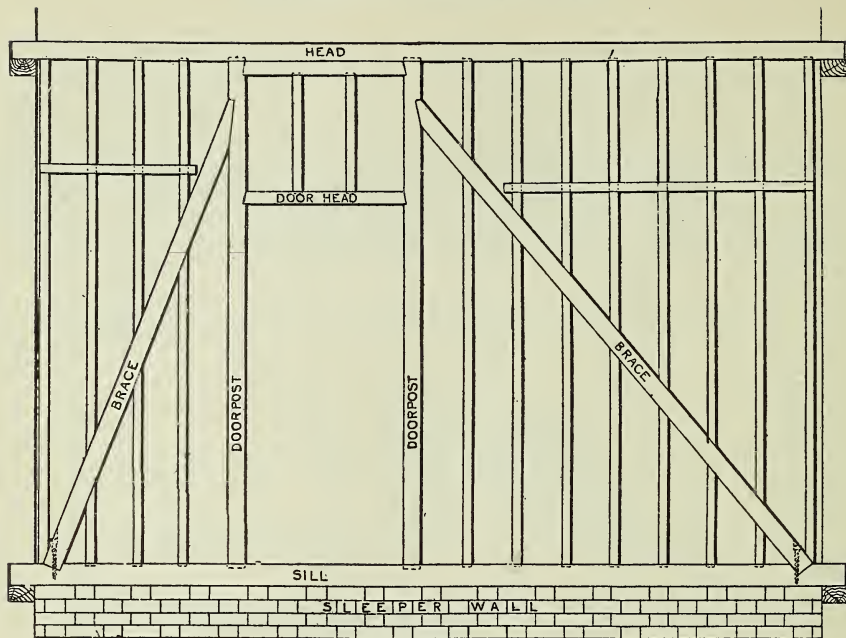 HEAD
DOOR HEAD
BRACE
DOORPOST
DOORPOST
BRACE
SILL
SLEEPER WALL